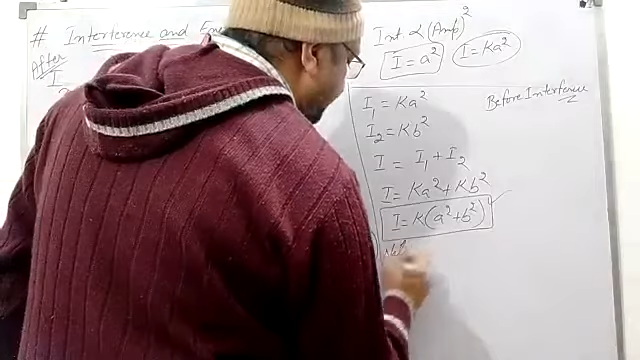 # Interference and
Int ∝ (Amp)²
I = a²
I = Ka²
After
I
Before Interference
I₁ = Ka²
I₂ = Kb²
I = I₁ + I₂
I = Ka² + Kb²
I = K(a² + b²)